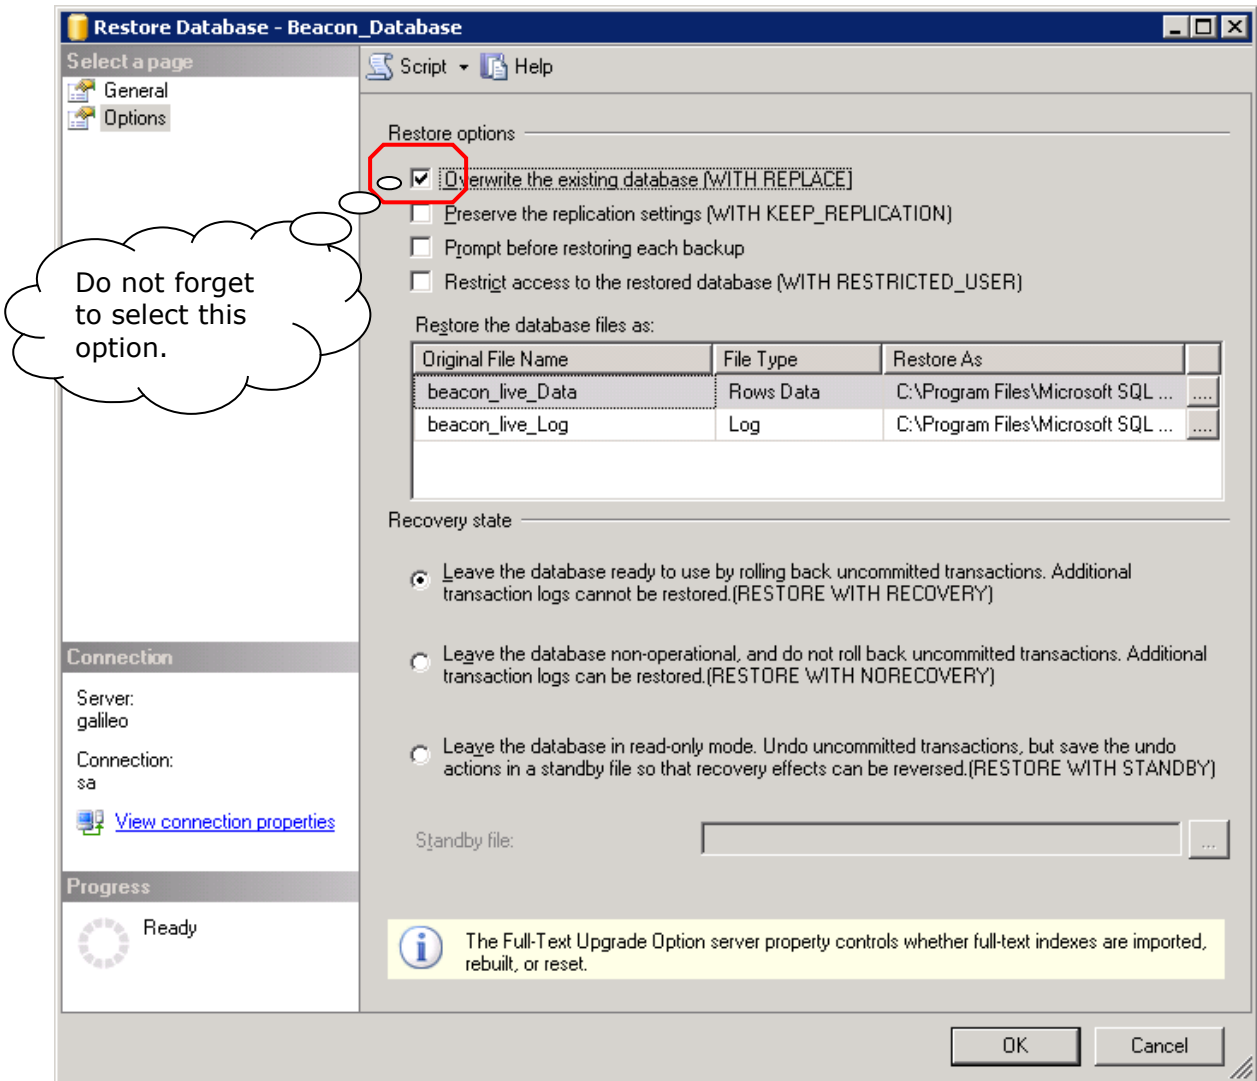 Restore Database - Beacon_Database
Select a page
General
Options
Script
Help
Restore options
Overwrite the existing database (WITH REPLACE)
Preserve the replication settings (WITH KEEP_REPLICATION)
Prompt before restoring each backup
Restrict access to the restored database (WITH RESTRICTED_USER)
Do not forget
to select this
option.
Restore the database files as:
Original File Name File Type Restore As
beacon_live_Data Rows Data C:\Program Files\Microsoft SQL ... ....
beacon_live_Log Log C:\Program Files\Microsoft SQL ... ....
Recovery state
Leave the database ready to use by rolling back uncommitted transactions. Additional
transaction logs cannot be restored.(RESTORE WITH RECOVERY)
Leave the database non-operational, and do not roll back uncommitted transactions. Additional
transaction logs can be restored.(RESTORE WITH NORECOVERY)
Leave the database in read-only mode. Undo uncommitted transactions, but save the undo
actions in a standby file so that recovery effects can be reversed.(RESTORE WITH STANDBY)
Standby file: ...
Connection
Server:
galileo
Connection:
sa
View connection properties
Progress
Ready
The Full-Text Upgrade Option server property controls whether full-text indexes are imported,
rebuilt, or reset.
OK Cancel